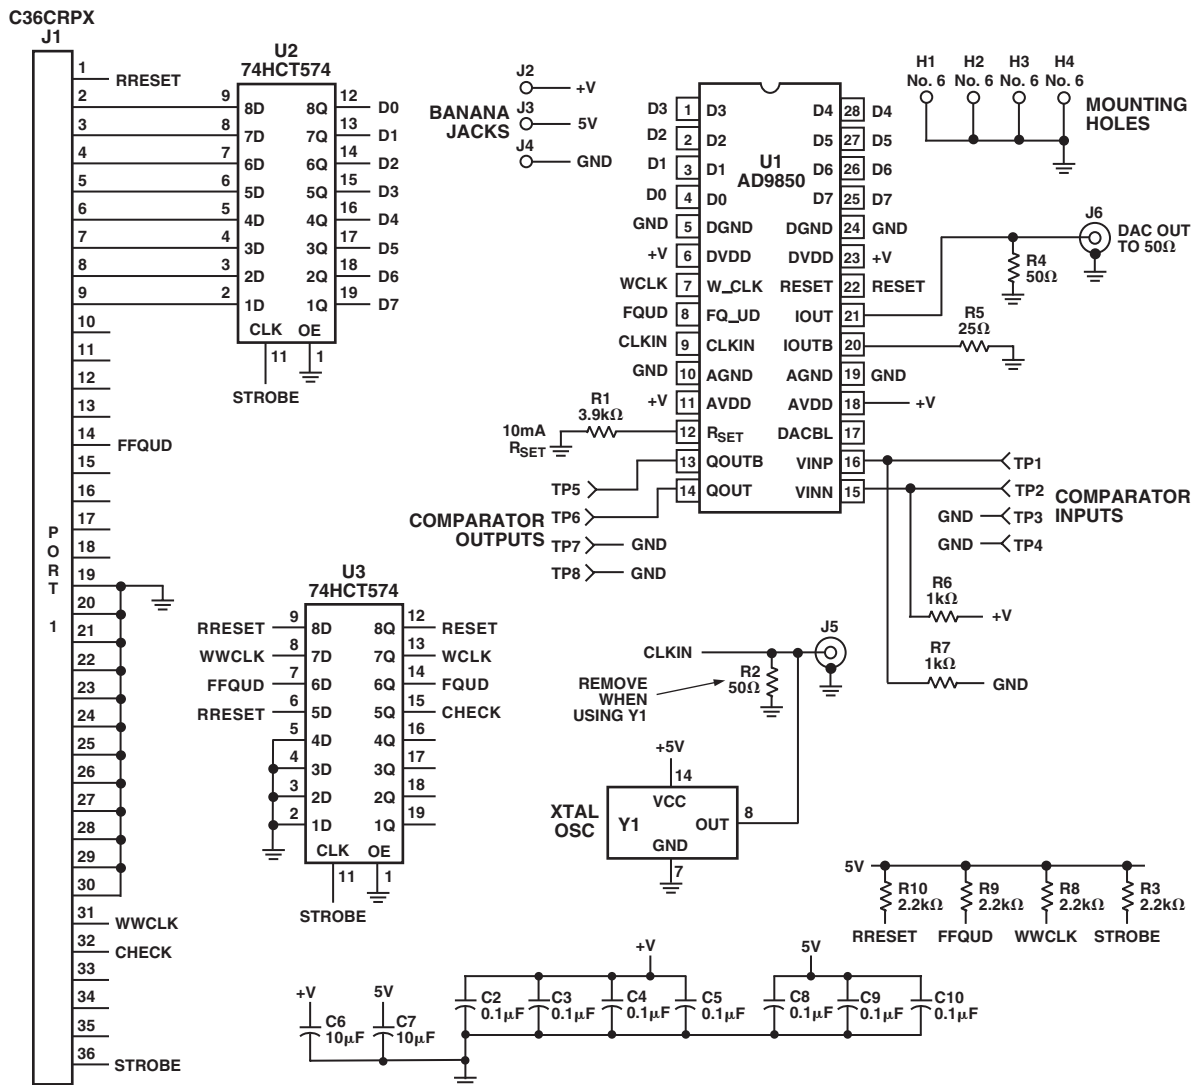 C36CRPX
J1
PORT 1
1 RRESET
2
3
4
5
6
7
8
9
10
11
12
13
14 FFQUD
15
16
17
18
19
20
21
22
23
24
25
26
27
28
29
30
31 WWCLK
32 CHECK
33
34
35
36 STROBE
U2
74HCT574
9 8D 8Q 12 D0
8 7D 7Q 13 D1
7 6D 6Q 14 D2
6 5D 5Q 15 D3
5 4D 4Q 16 D4
4 3D 3Q 17 D5
3 2D 2Q 18 D6
2 1D 1Q 19 D7
CLK OE
11 1
STROBE
BANANA
JACKS
J2 +V
J3 5V
J4 GND
U1
AD9850
D3 1 D3 D4 28 D4
D2 2 D2 D5 27 D5
D1 3 D1 D6 26 D6
D0 4 D0 D7 25 D7
GND 5 DGND DGND 24 GND
+V 6 DVDD DVDD 23 +V
WCLK 7 W_CLK RESET 22 RESET
FQUD 8 FQ_UD IOUT 21
CLKIN 9 CLKIN IOUTB 20
GND 10 AGND AGND 19 GND
+V 11 AVDD AVDD 18 +V
12 RSET DACBL 17
13 QOUTB VINP 16
14 QOUT VINN 15
R1
3.9kΩ
10mA
RSET
TP5
TP6
TP7 GND
TP8 GND
COMPARATOR
OUTPUTS
H1 H2 H3 H4
No. 6 No. 6 No. 6 No. 6
MOUNTING
HOLES
J6
DAC OUT
TO 50Ω
R4
50Ω
R5
25Ω
TP1
TP2
GND TP3
GND TP4
COMPARATOR
INPUTS
R6
1kΩ
+V
R7
1kΩ
GND
U3
74HCT574
RRESET 9 8D 8Q 12 RESET
WWCLK 8 7D 7Q 13 WCLK
FFQUD 7 6D 6Q 14 FQUD
RRESET 6 5D 5Q 15 CHECK
5 4D 4Q 16
4 3D 3Q 17
3 2D 2Q 18
2 1D 1Q 19
CLK OE
11 1
STROBE
CLKIN
J5
R2
50Ω
REMOVE
WHEN
USING Y1
+5V
14
VCC
XTAL
OSC
Y1
OUT 8
GND
7
5V
R10
2.2kΩ
R9
2.2kΩ
R8
2.2kΩ
R3
2.2kΩ
RRESET FFQUD WWCLK STROBE
+V
C6
10µF
5V
C7
10µF
+V
C2
0.1µF
C3
0.1µF
C4
0.1µF
C5
0.1µF
5V
C8
0.1µF
C9
0.1µF
C10
0.1µF